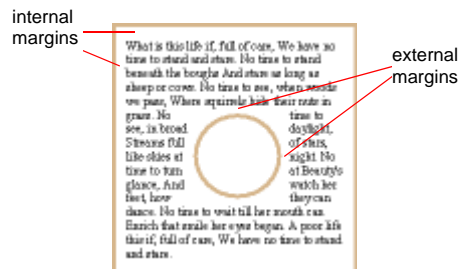 internal
margins
What is this life if, full of care, We have no
time to stand and stare. No time to stand
beneath the boughs And stare as long as
sheep or cows. No time to see, when woods
we pass, Where squirrels hide their nuts in
grass. No time to
see, in broad daylight,
Streams full of stars,
like skies at night. No
time to turn at Beauty's
glance, And watch her
feet, how they can
dance. No time to wait till her mouth can
Enrich that smile her eyes began. A poor life
this if, full of care, We have no time to stand
and stare.
external
margins